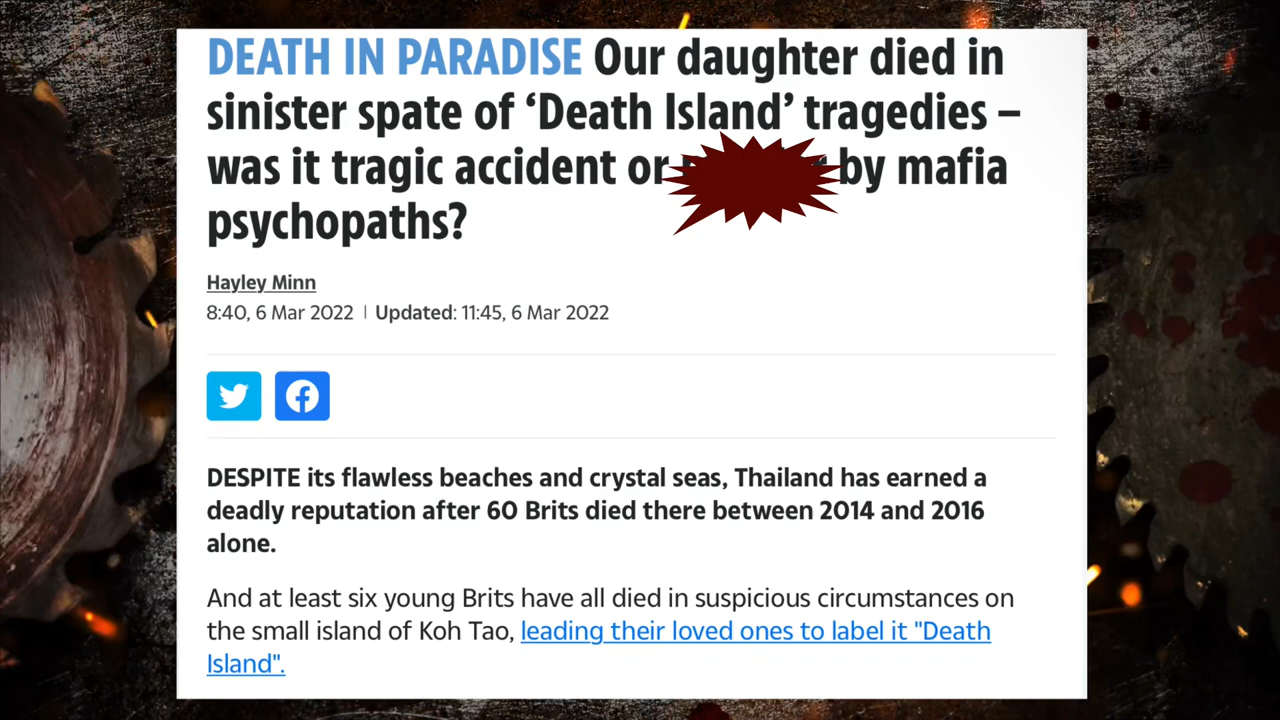 DEATH IN PARADISE Our daughter died in
sinister spate of ‘Death Island’ tragedies –
was it tragic accident or by mafia
psychopaths?
Hayley Minn
8:40, 6 Mar 2022 | Updated: 11:45, 6 Mar 2022
DESPITE its flawless beaches and crystal seas, Thailand has earned a
deadly reputation after 60 Brits died there between 2014 and 2016
alone.
And at least six young Brits have all died in suspicious circumstances on
the small island of Koh Tao, leading their loved ones to label it "Death
Island".